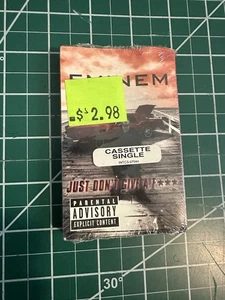 EMINEM
$2.98
CASSETTE
SINGLE
JUST DON'T GIVE A F***
PARENTAL
ADVISORY
EXPLICIT CONTENT
30°